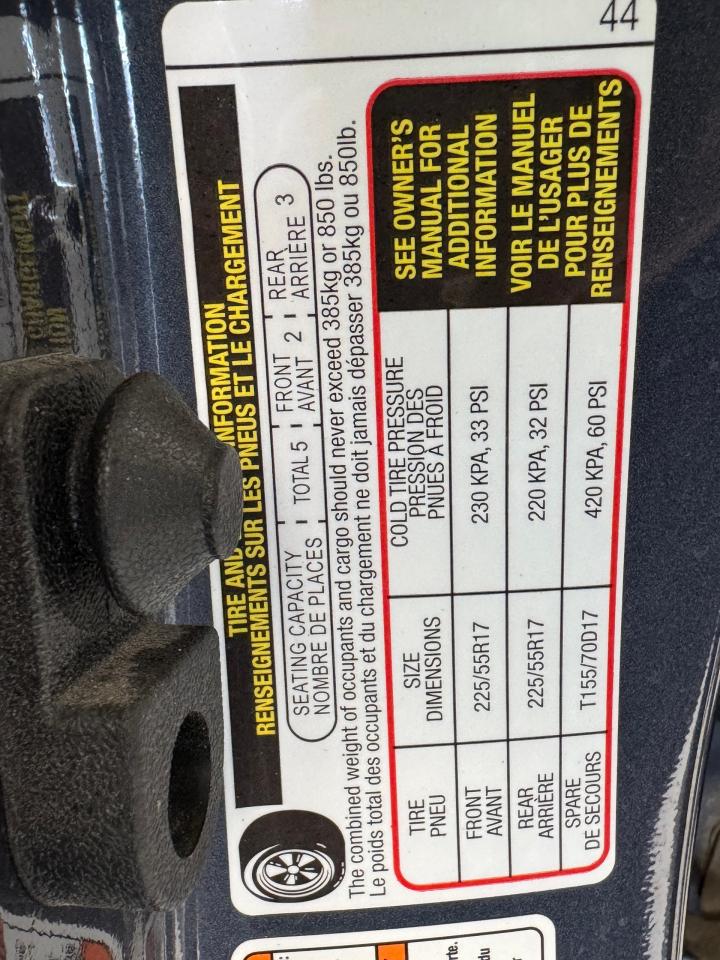 44
TIRE AND INFORMATION
RENSEIGNEMENTS SUR LES PNEUS ET LE CHARGEMENT
SEATING CAPACITY
NOMBRE DE PLACES
TOTAL 5
FRONT
AVANT 2
REAR
ARRIÈRE 3
The combined weight of occupants and cargo should never exceed 385kg or 850 lbs.
Le poids total des occupants et du chargement ne doit jamais dépasser 385kg ou 850lb.
TIRE
PNEU
SIZE
DIMENSIONS
COLD TIRE PRESSURE
PRESSION DES
PNUES À FROID
FRONT
AVANT
225/55R17
230 KPA, 33 PSI
REAR
ARRIÈRE
225/55R17
220 KPA, 32 PSI
SPARE
DE SECOURS
T155/70D17
420 KPA, 60 PSI
SEE OWNER'S
MANUAL FOR
ADDITIONAL
INFORMATION
VOIR LE MANUEL
DE L'USAGER
POUR PLUS DE
RENSEIGNEMENTS